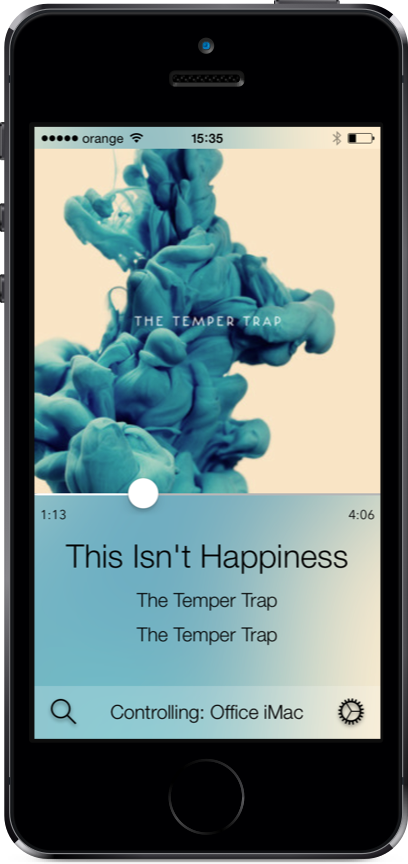 orange 15:35
THE TEMPER TRAP
1:13 4:06
This Isn't Happiness
The Temper Trap
The Temper Trap
Controlling: Office iMac